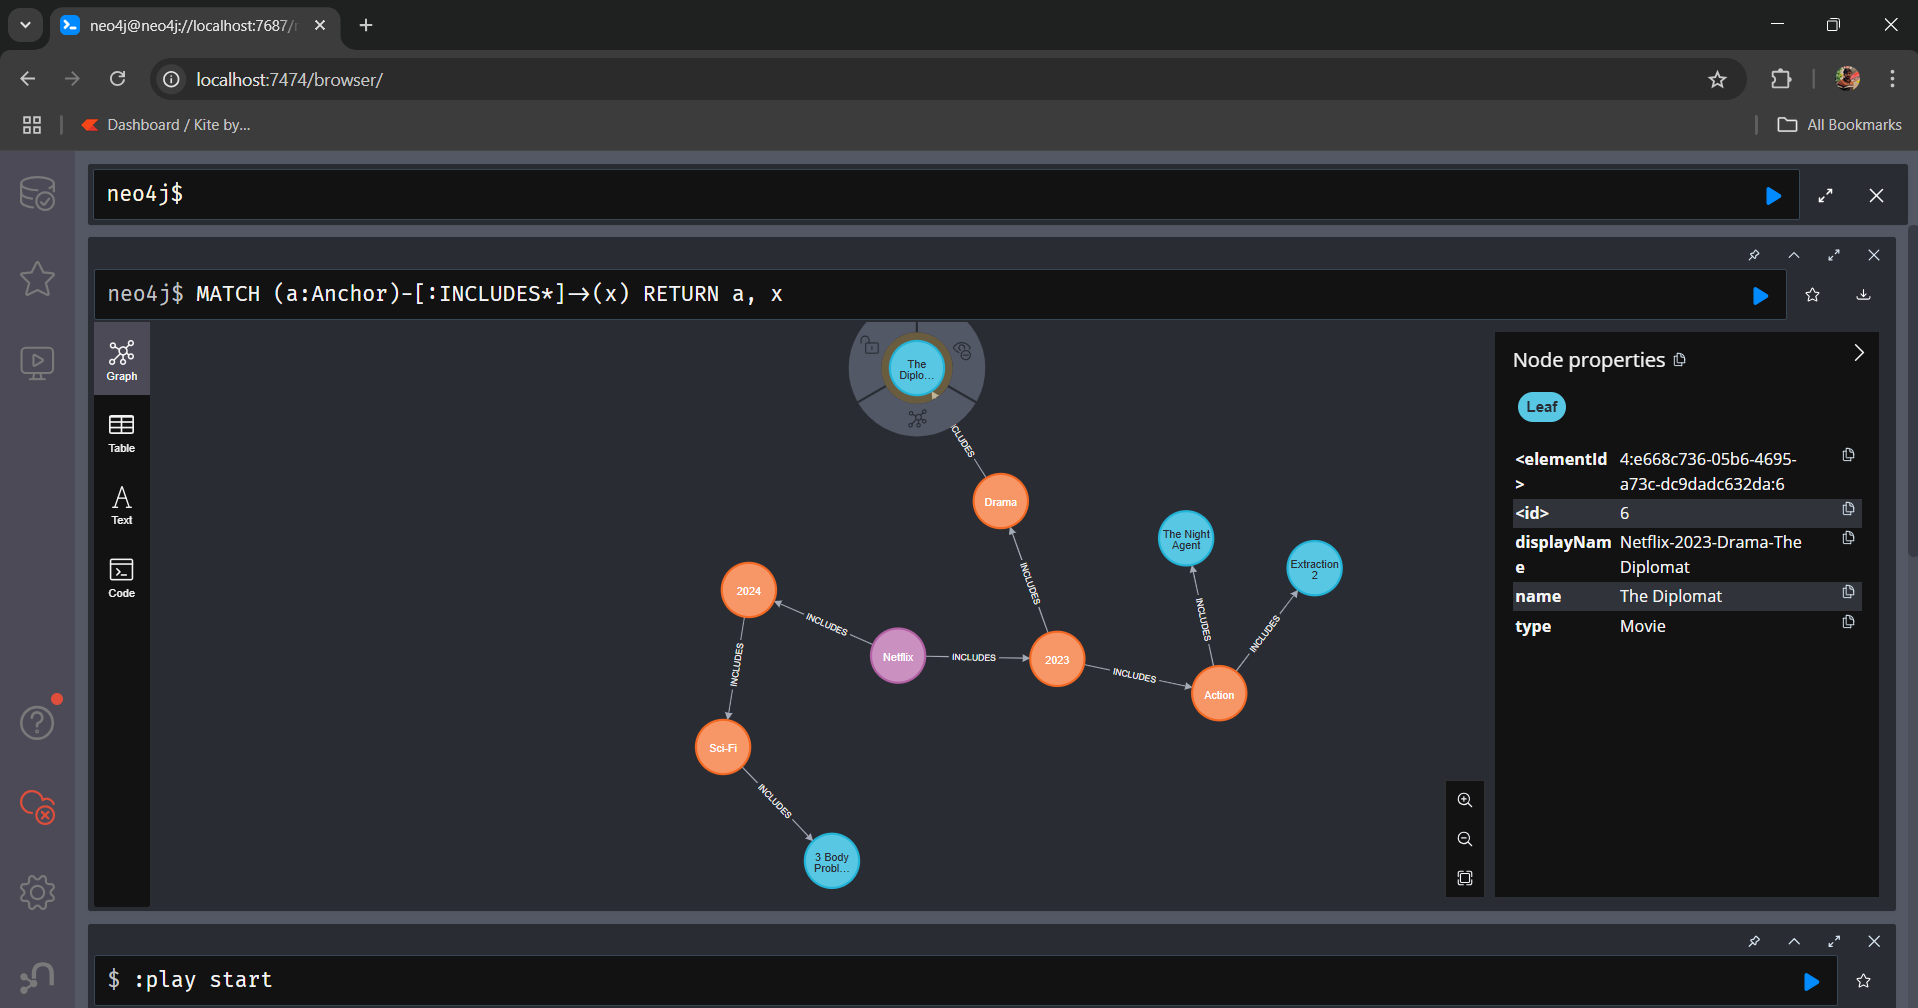 neo4j@neo4j://localhost:7687/
localhost:7474/browser/
Dashboard / Kite by...
All Bookmarks
neo4j$
neo4j$ MATCH (a:Anchor)-[:INCLUDES*]->(x) RETURN a, x
Graph
Table
Text
Code
The
Diplo...
CLUDES
Drama
INCLUDES
The Night
Agent
Extraction
2
INCLUDES
INCLUDES
2024
INCLUDES
Netflix
INCLUDES
2023
INCLUDES
Action
INCLUDES
Sci-Fi
INCLUDES
3 Body
Probl...
Node properties
Leaf
<elementId
>
4:e668c736-05b6-4695-
a73c-dc9dadc632da:6
<id> 6
displayNam
e
Netflix-2023-Drama-The
Diplomat
name The Diplomat
type Movie
$ :play start